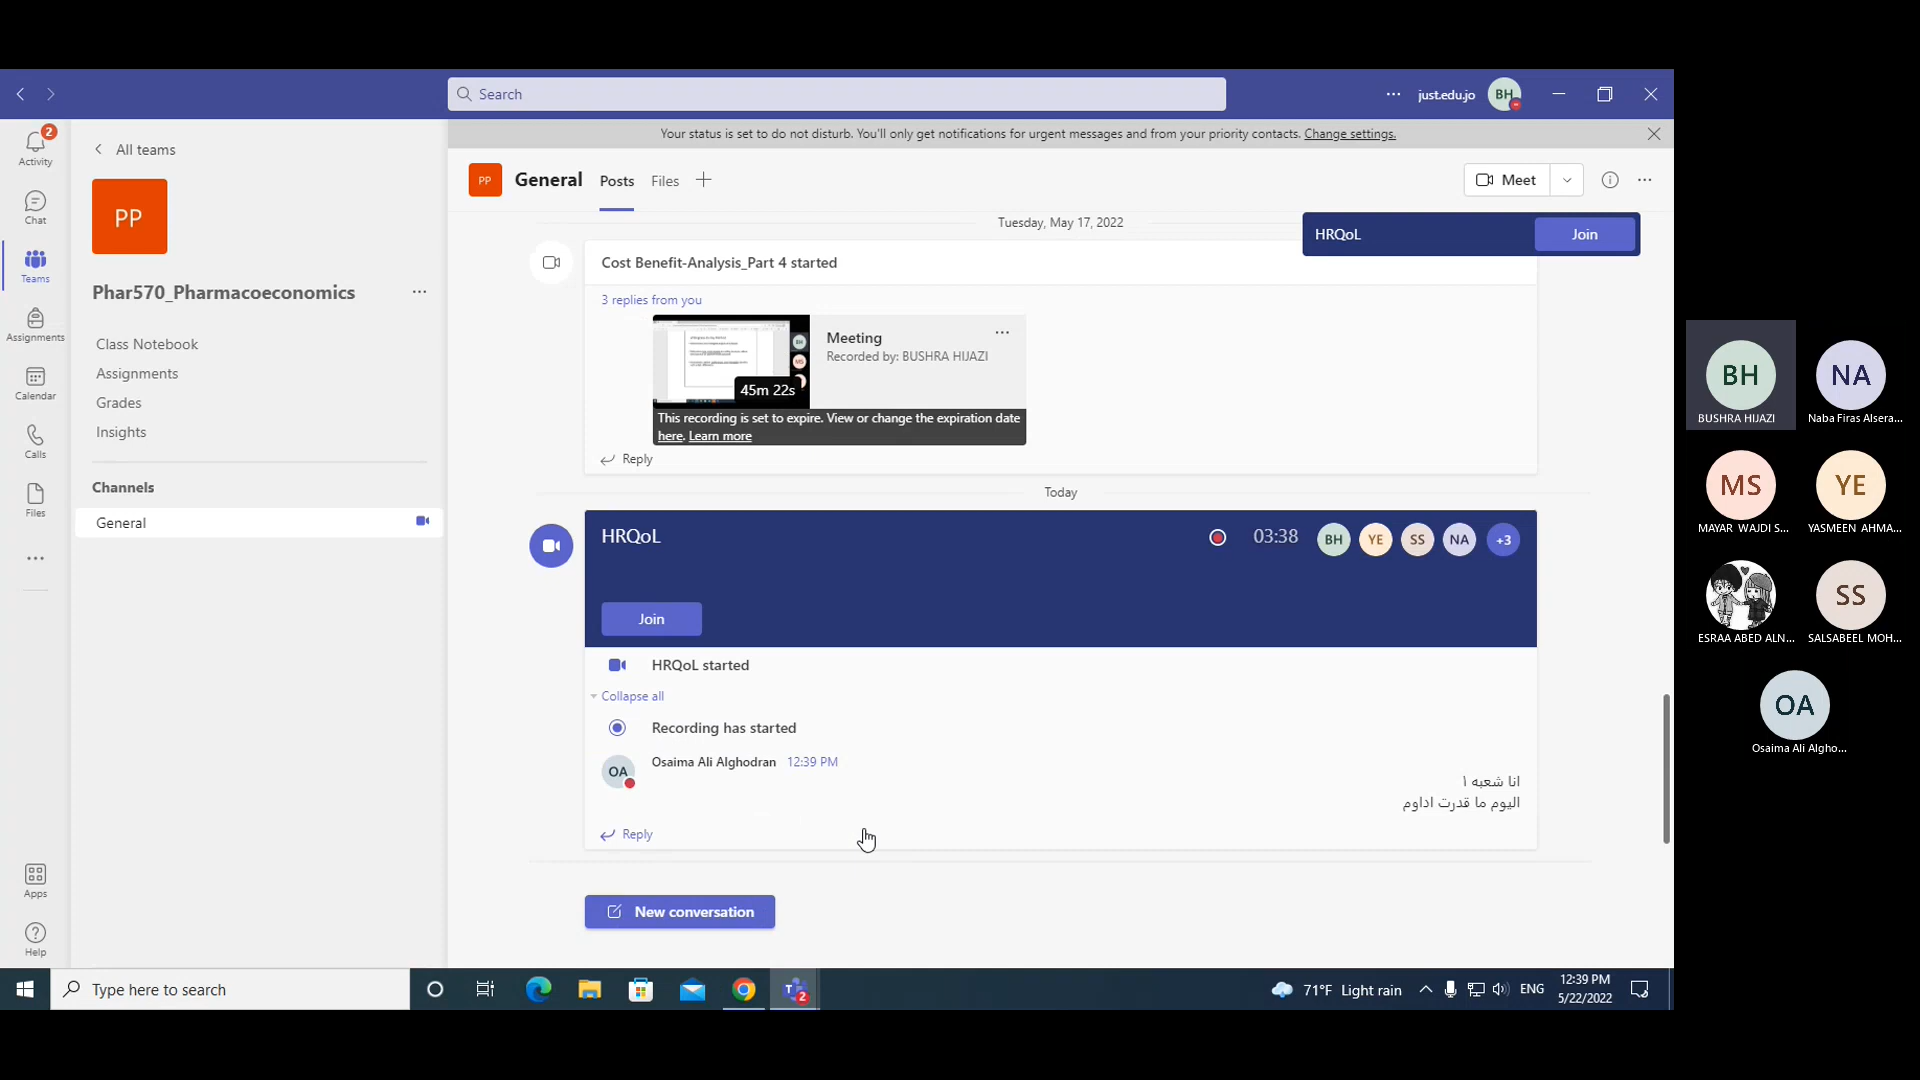 Search
just.edu.jo
BH
Your status is set to do not disturb. You'll only get notifications for urgent messages and from your priority contacts. Change settings.
2
Activity
Chat
Teams
Assignments
Calendar
Calls
Files
Apps
Help
All teams
PP
Phar570_Pharmacoeconomics
Class Notebook
Assignments
Grades
Insights
Channels
General
PP
General
Posts
Files
Meet
HRQoL
Join
Tuesday, May 17, 2022
Cost Benefit-Analysis_Part 4 started
3 replies from you
Meeting
Recorded by: BUSHRA HIJAZI
45m 22s
This recording is set to expire. View or change the expiration date
here. Learn more
Reply
Today
HRQoL
03:38
BH
YE
SS
NA
+3
Join
HRQoL started
Collapse all
Recording has started
OA
Osaima Ali Alghodran 12:39 PM
انا شعبه ١
اليوم ما قدرت اداوم
Reply
New conversation
BH
BUSHRA HIJAZI
NA
Naba Firas Alsera...
MS
MAYAR WAJDI S...
YE
YASMEEN AHMA...
ESRAA ABED ALN...
SS
SALSABEEL MOH...
OA
Osaima Ali Algho...
Type here to search
2
71°F Light rain
ENG
12:39 PM
5/22/2022